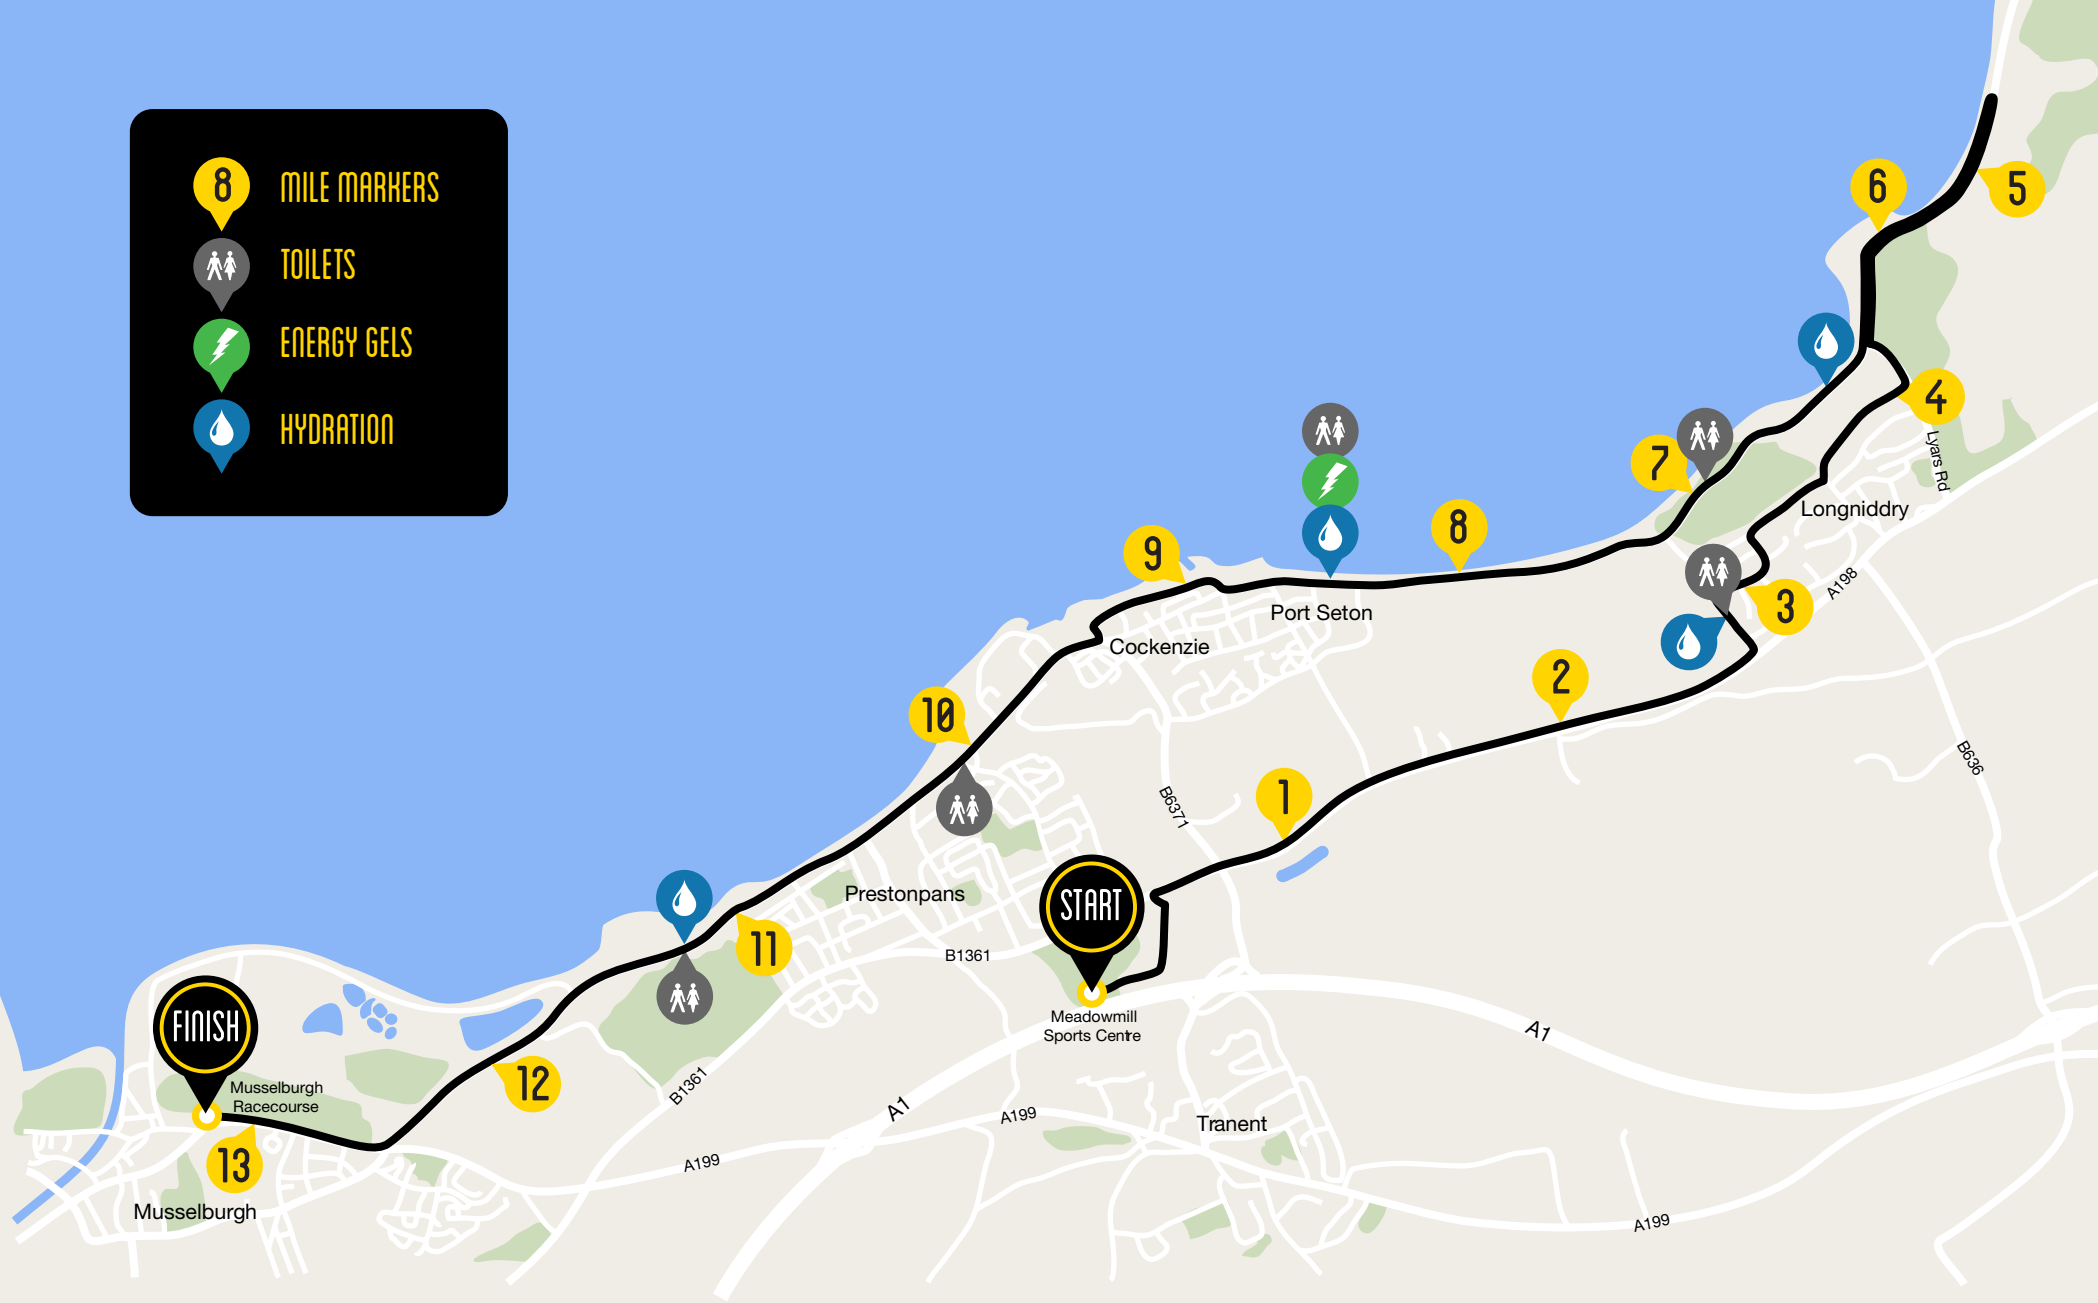 8 MILE MARKERS
TOILETS
ENERGY GELS
HYDRATION
5
6
4
Lyars Rd
7
Longniddry
8
9
3
A198
Port Seton
Cockenzie
2
10
B636
1
B6371
Prestonpans
START
11
B1361
Meadowmill
Sports Centre
A1
FINISH
12
Musselburgh
Racecourse
B1361
A1
A199
Tranent
13
A199
Musselburgh
A199